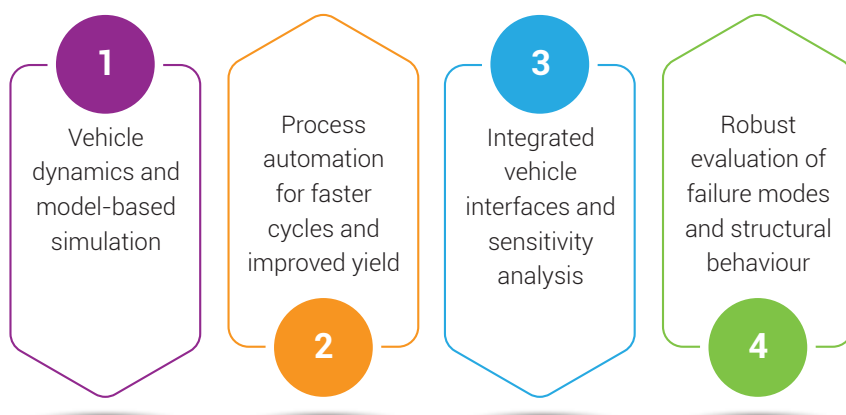 1
Vehicle
dynamics and
model-based
simulation
Process
automation
for faster
cycles and
improved yield
2
3
Integrated
vehicle
interfaces and
sensitivity
analysis
Robust
evaluation of
failure modes
and structural
behaviour
4